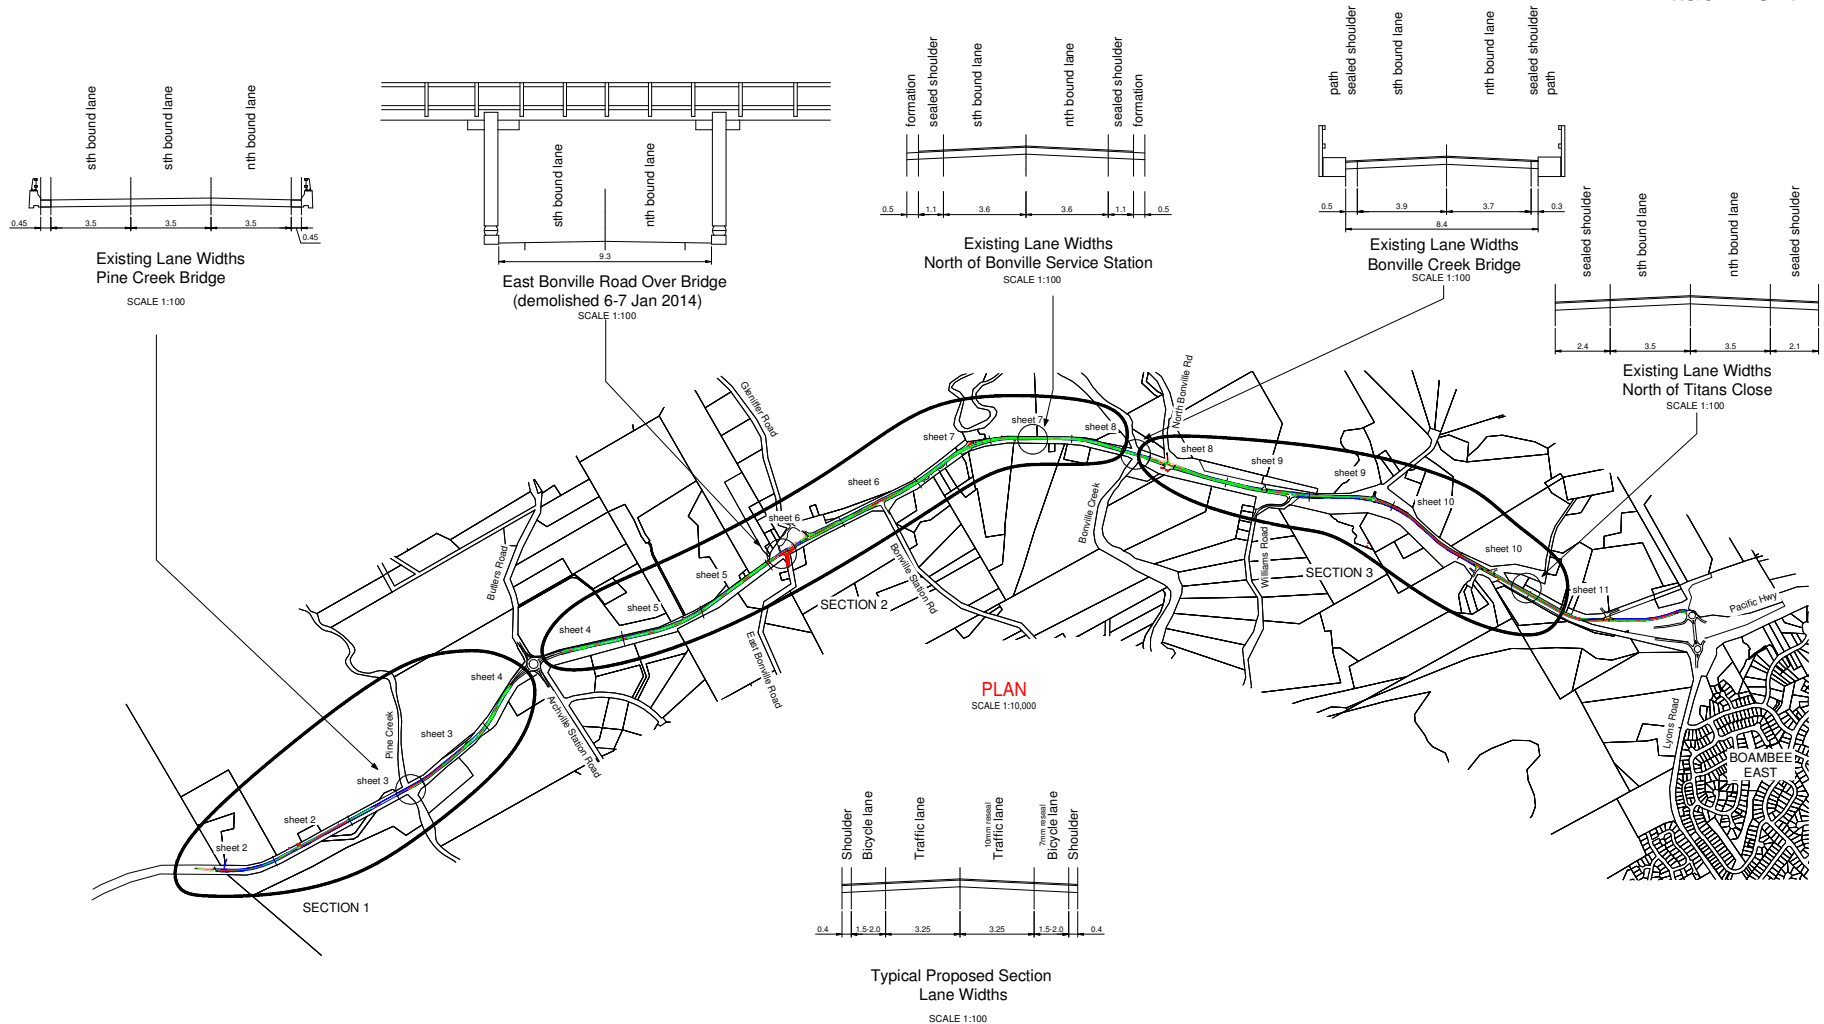 sth bound lane
sth bound lane
nth bound lane
0.45
3.5
3.5
3.5
0.45
Existing Lane Widths
Pine Creek Bridge
SCALE 1:100
sth bound lane
nth bound lane
9.3
East Bonville Road Over Bridge
(demolished 6-7 Jan 2014)
SCALE 1:100
formation
sealed shoulder
sth bound lane
nth bound lane
sealed shoulder
formation
0.5
1.1
3.6
3.6
1.1
0.5
Existing Lane Widths
North of Bonville Service Station
SCALE 1:100
path
sealed shoulder
sth bound lane
nth bound lane
sealed shoulder
path
0.5
3.9
3.7
0.3
8.4
Existing Lane Widths
Bonville Creek Bridge
SCALE 1:100
sealed shoulder
sth bound lane
nth bound lane
sealed shoulder
2.4
3.5
3.5
2.1
Existing Lane Widths
North of Titans Close
SCALE 1:100
Gleniffer Road
North Bonville Rd
sheet 7
sheet 7
sheet 8
sheet 8
sheet 9
sheet 9
sheet 10
sheet 10
sheet 11
sheet 6
sheet 6
sheet 5
sheet 5
sheet 4
sheet 4
sheet 3
sheet 3
sheet 2
sheet 2
Butlers Road
Bonville Station Rd
Bonville Creek
Williams Road
East Bonville Road
Archville Station Road
Pine Creek
Pacific Hwy
Lyons Road
SECTION 1
SECTION 2
SECTION 3
BOAMBEE
EAST
PLAN
SCALE 1:10,000
Shoulder
Bicycle lane
Traffic lane
10mm reseal
Traffic lane
7mm reseal
Bicycle lane
Shoulder
0.4
1.5-2.0
3.25
3.25
1.5-2.0
0.4
Typical Proposed Section
Lane Widths
SCALE 1:100